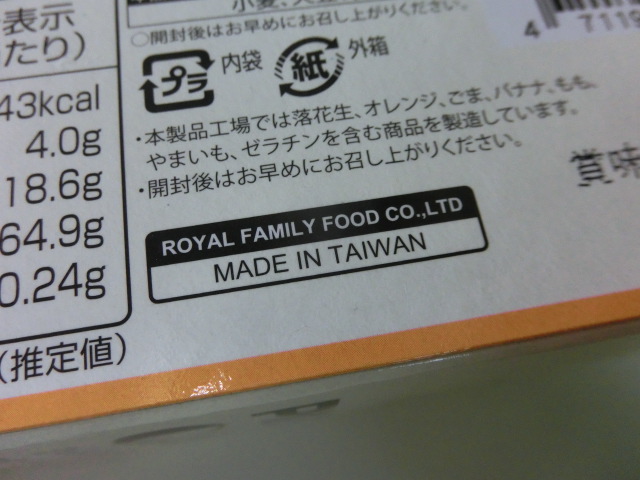 表示
たり)
43kcal
4.0g
18.6g
64.9g
0.24g
(推定値)
小麦、大
○開封後はお早めにお召し上がりください。
プラ
内袋
紙
外箱
・本製品工場では落花生、オレンジ、ごま、バナナ、もも、
やまいも、ゼラチンを含む商品を製造しています。
・開封後はお早めにお召し上がりください。
ROYAL FAMILY FOOD CO.,LTD
MADE IN TAIWAN
4
711
賞味